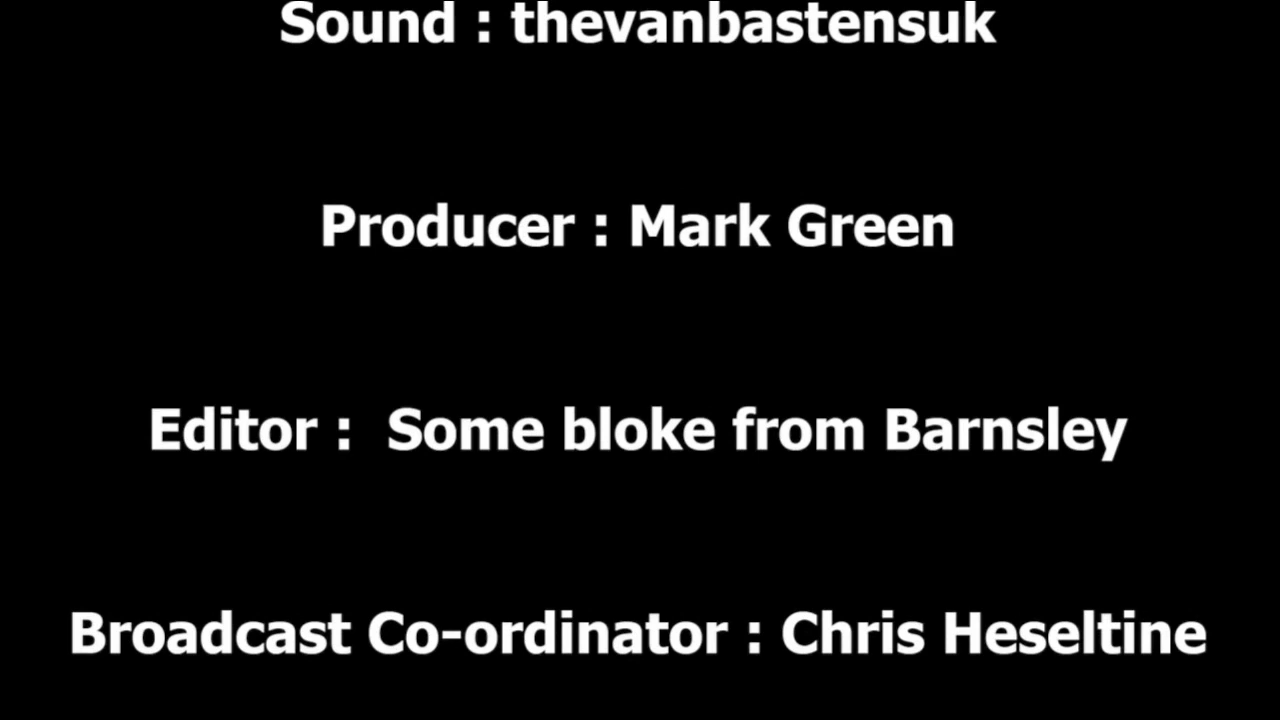 Sound : thevanbastensuk
Producer : Mark Green
Editor :  Some bloke from Barnsley
Broadcast Co-ordinator : Chris Heseltine